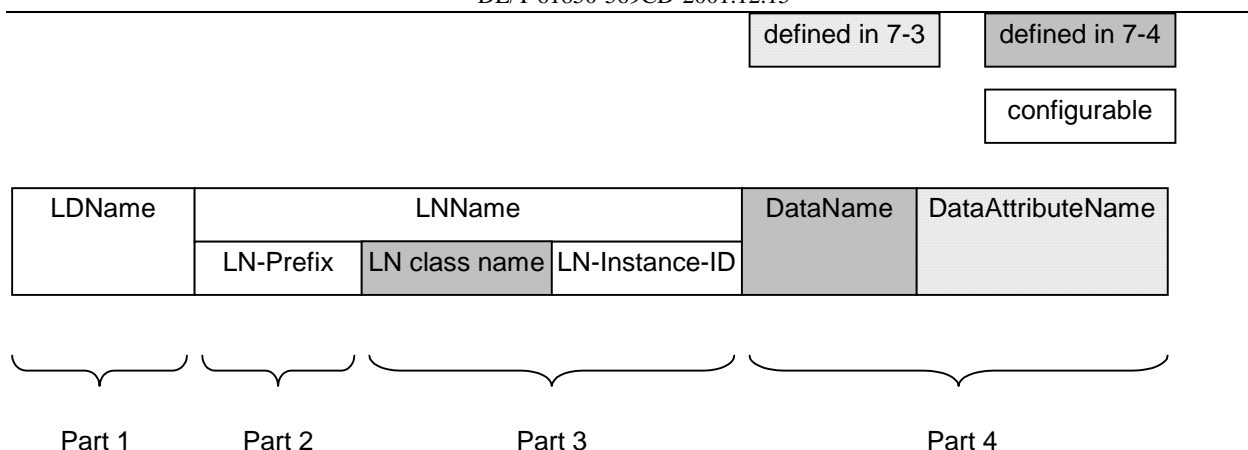 defined in 7-3 defined in 7-4
configurable
LDName LNName DataName DataAttributeName
LN-Prefix LN class name LN-Instance-ID
Part 1 Part 2 Part 3 Part 4